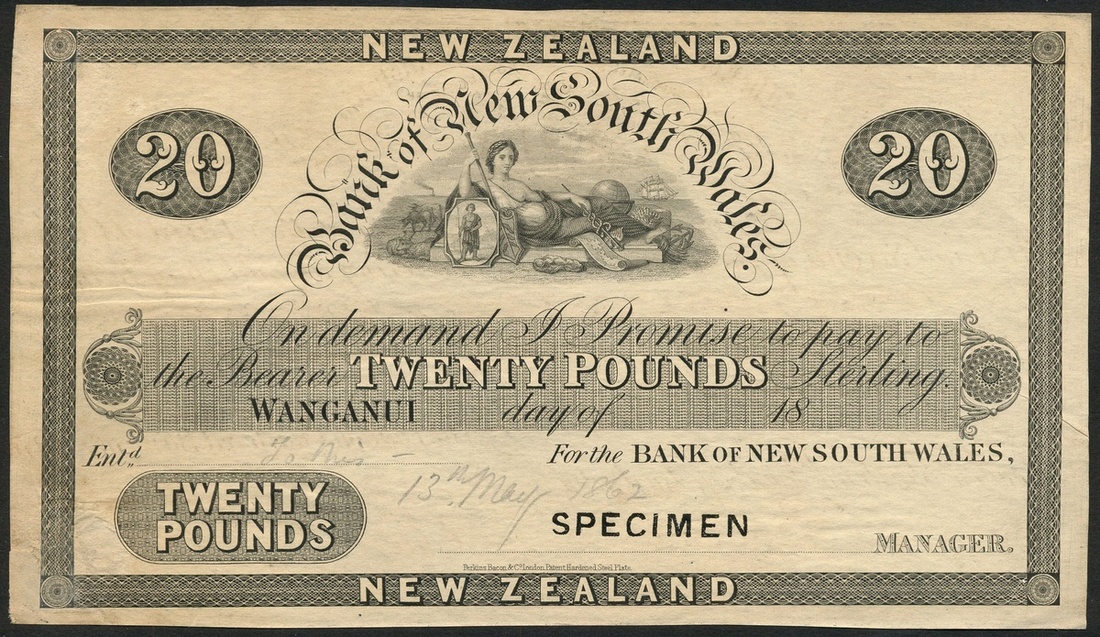 NEW ZEALAND
Bank of New South Wales.
20 20
On demand I Promise to pay to
the Bearer TWENTY POUNDS Sterling.
WANGANUI day of 18
Entd. For the BANK OF NEW SOUTH WALES,
13th May 1862
TWENTY
POUNDS
SPECIMEN
MANAGER.
Perkins, Bacon & Co. London, Patent Hardened Steel Plate.
NEW ZEALAND